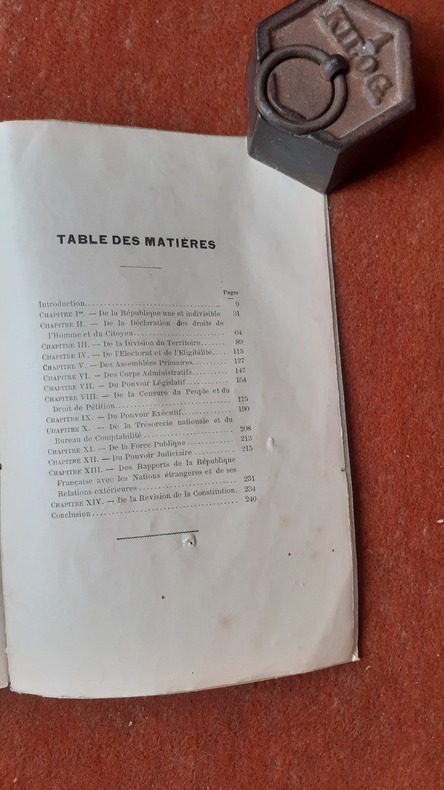 1
KILOG.
TABLE DES MATIÈRES
Pages
Introduction........ 9
CHAPITRE Ier. — De la République une et indivisible 31
CHAPITRE II. — De la Déclaration des droits de
l'Homme et du Citoyen........ 64
CHAPITRE III. — De la Division du Territoire........ 89
CHAPITRE IV. — De l'Electorat et de l'Eligibilité.... 115
CHAPITRE V. — Des Assemblées Primaires........ 127
CHAPITRE VI. — Des Corps Administratifs........ 147
CHAPITRE VII. — Du Pouvoir Législatif........ 154
CHAPITRE VIII. — De la Censure du Peuple et du
Droit de Pétition........ 175
CHAPITRE IX. — Du Pouvoir Exécutif........ 190
CHAPITRE X. — De la Trésorerie nationale et du
Bureau de Comptabilité........ 208
CHAPITRE XI. — De la Force Publique........ 213
CHAPITRE XII. — Du Pouvoir Judiciaire........ 215
CHAPITRE XIII. — Des Rapports de la République
Française avec les Nations étrangères et de ses
Relations extérieures........ 231
CHAPITRE XIV. — De la Revision de la Constitution. 234
Conclusion........ 240